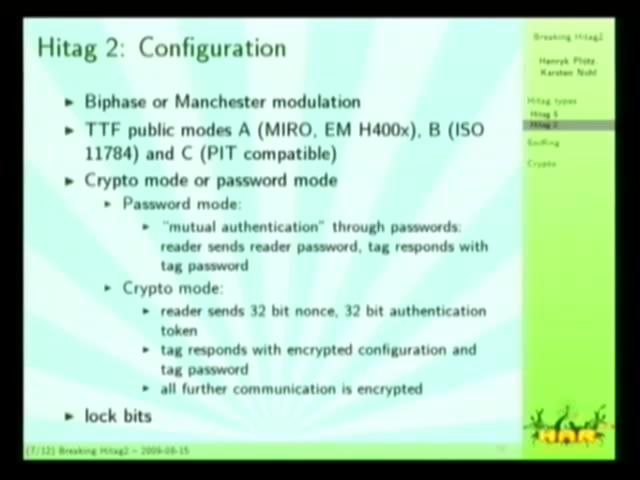 Hitag 2: Configuration
Biphase or Manchester modulation
TTF public modes A (MIRO, EM H400x), B (ISO
11784) and C (PIT compatible)
Crypto mode or password mode
Password mode:
"mutual authentication" through passwords:
reader sends reader password, tag responds with
tag password
Crypto mode:
reader sends 32 bit nonce, 32 bit authentication
token
tag responds with encrypted configuration and
tag password
all further communication is encrypted
lock bits
(7/12) Breaking Hitag2 – 2009-08-15
Breaking Hitag2
Henryk Plötz,
Karsten Nohl
Hitag types
Hitag S
Hitag 2
Sniffing
Crypto
HAR